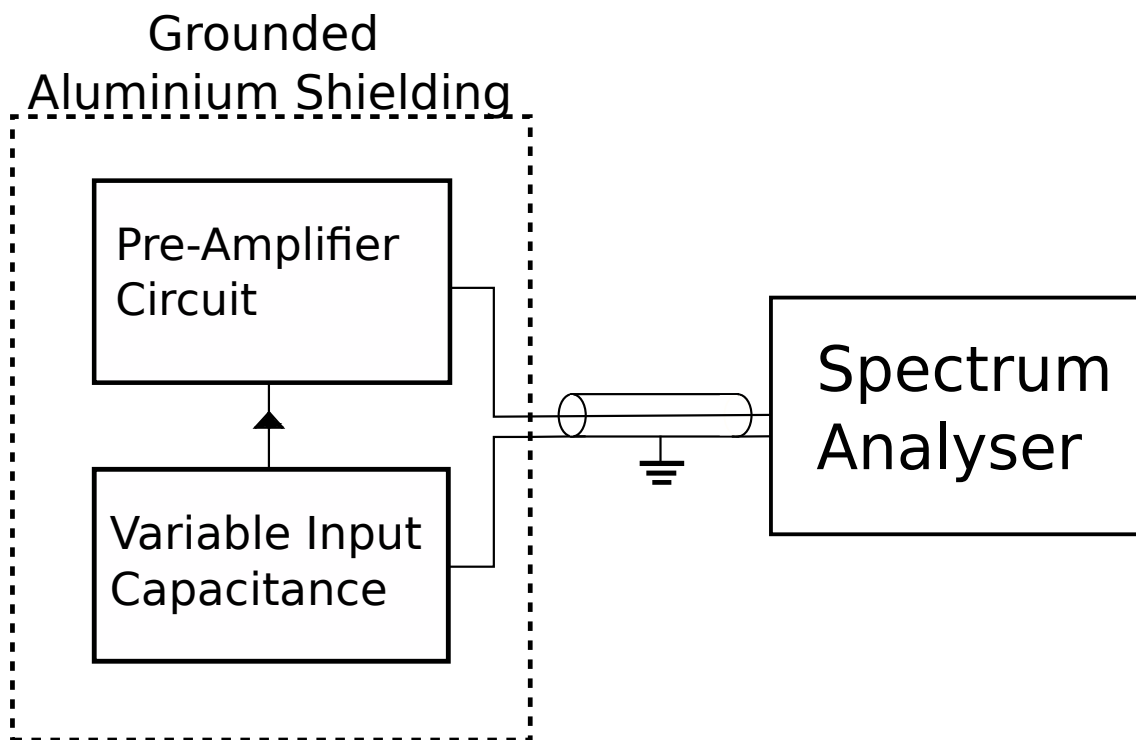 Grounded
Aluminium Shielding
Pre-Amplifier
Circuit
Variable Input
Capacitance
Spectrum
Analyser